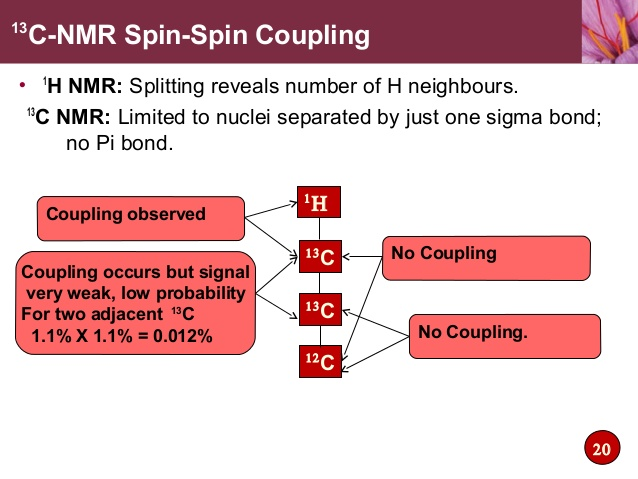 ¹³C-NMR Spin-Spin Coupling
• ¹H NMR: Splitting reveals number of H neighbours.
¹³C NMR: Limited to nuclei separated by just one sigma bond;
no Pi bond.
¹H
Coupling observed
¹³C
No Coupling
Coupling occurs but signal
very weak, low probability
For two adjacent ¹³C
1.1% X 1.1% = 0.012%
¹³C
No Coupling.
¹²C
20